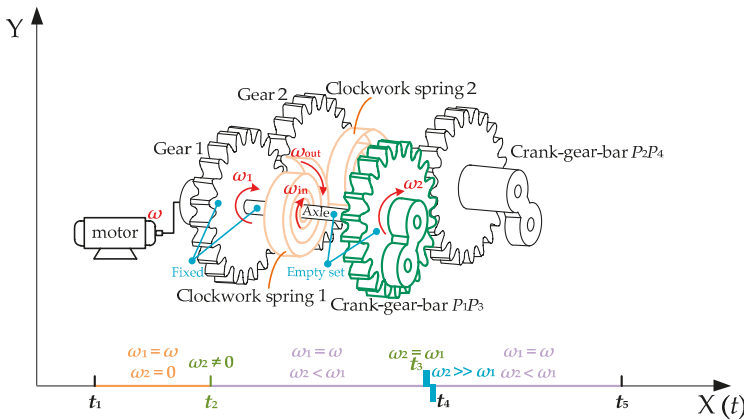 Y
Clockwork spring 2
Gear 2
Gear 1
Crank-gear-bar P₂P₄
ωout
ω₁
ωin
ω₂
Axle
ω
motor
Fixed
Empty set
Clockwork spring 1
Crank-gear-bar P₁P₃
ω₁ = ω
ω₂ = 0
ω₂ ≠ 0
ω₁ = ω
ω₂ < ω₁
ω₂ = ω₁
t₃
ω₂ >> ω₁
ω₁ = ω
ω₂ < ω₁
t₁
t₂
t₄
t₅
X (t)